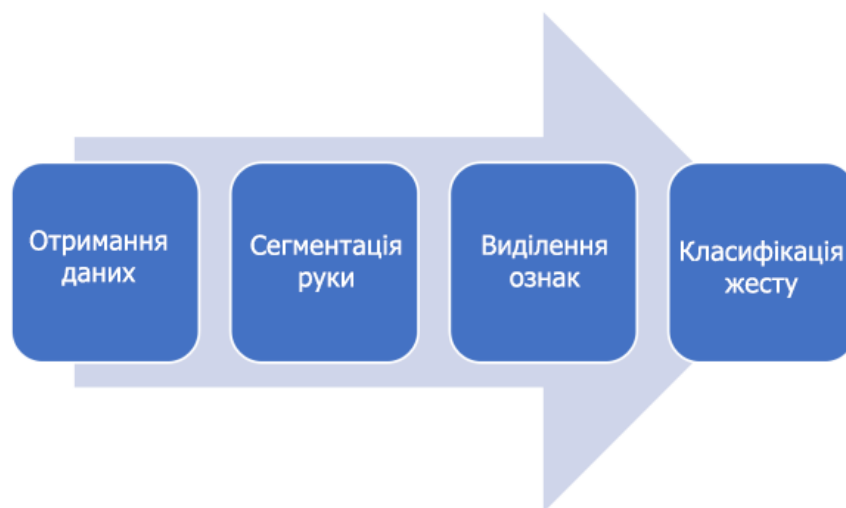 Отримання
даних
Сегментація
руки
Виділення
ознак
Класифікація
жесту